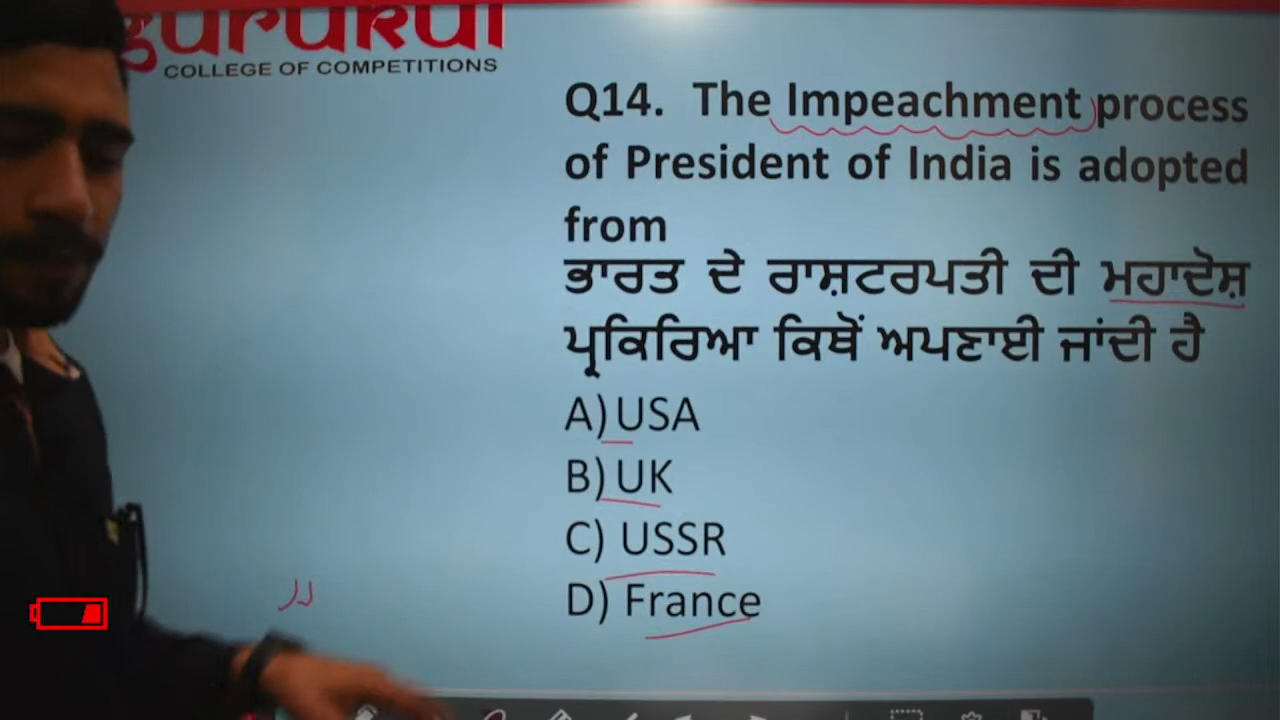 gurukul
COLLEGE OF COMPETITIONS
Q14. The Impeachment process
of President of India is adopted
from
ਭਾਰਤ ਦੇ ਰਾਸ਼ਟਰਪਤੀ ਦੀ ਮਹਾਦੋਸ਼
ਪ੍ਰਕਿਰਿਆ ਕਿਥੋਂ ਅਪਣਾਈ ਜਾਂਦੀ ਹੈ
A) USA
B) UK
C) USSR
D) France